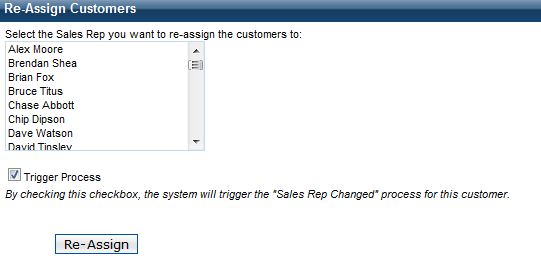 Re-Assign Customers
Select the Sales Rep you want to re-assign the customers to:
Alex Moore
Brendan Shea
Brian Fox
Bruce Titus
Chase Abbott
Chip Dipson
Dave Watson
David Tinsley
Trigger Process
By checking this checkbox, the system will trigger the "Sales Rep Changed" process for this customer.
Re-Assign